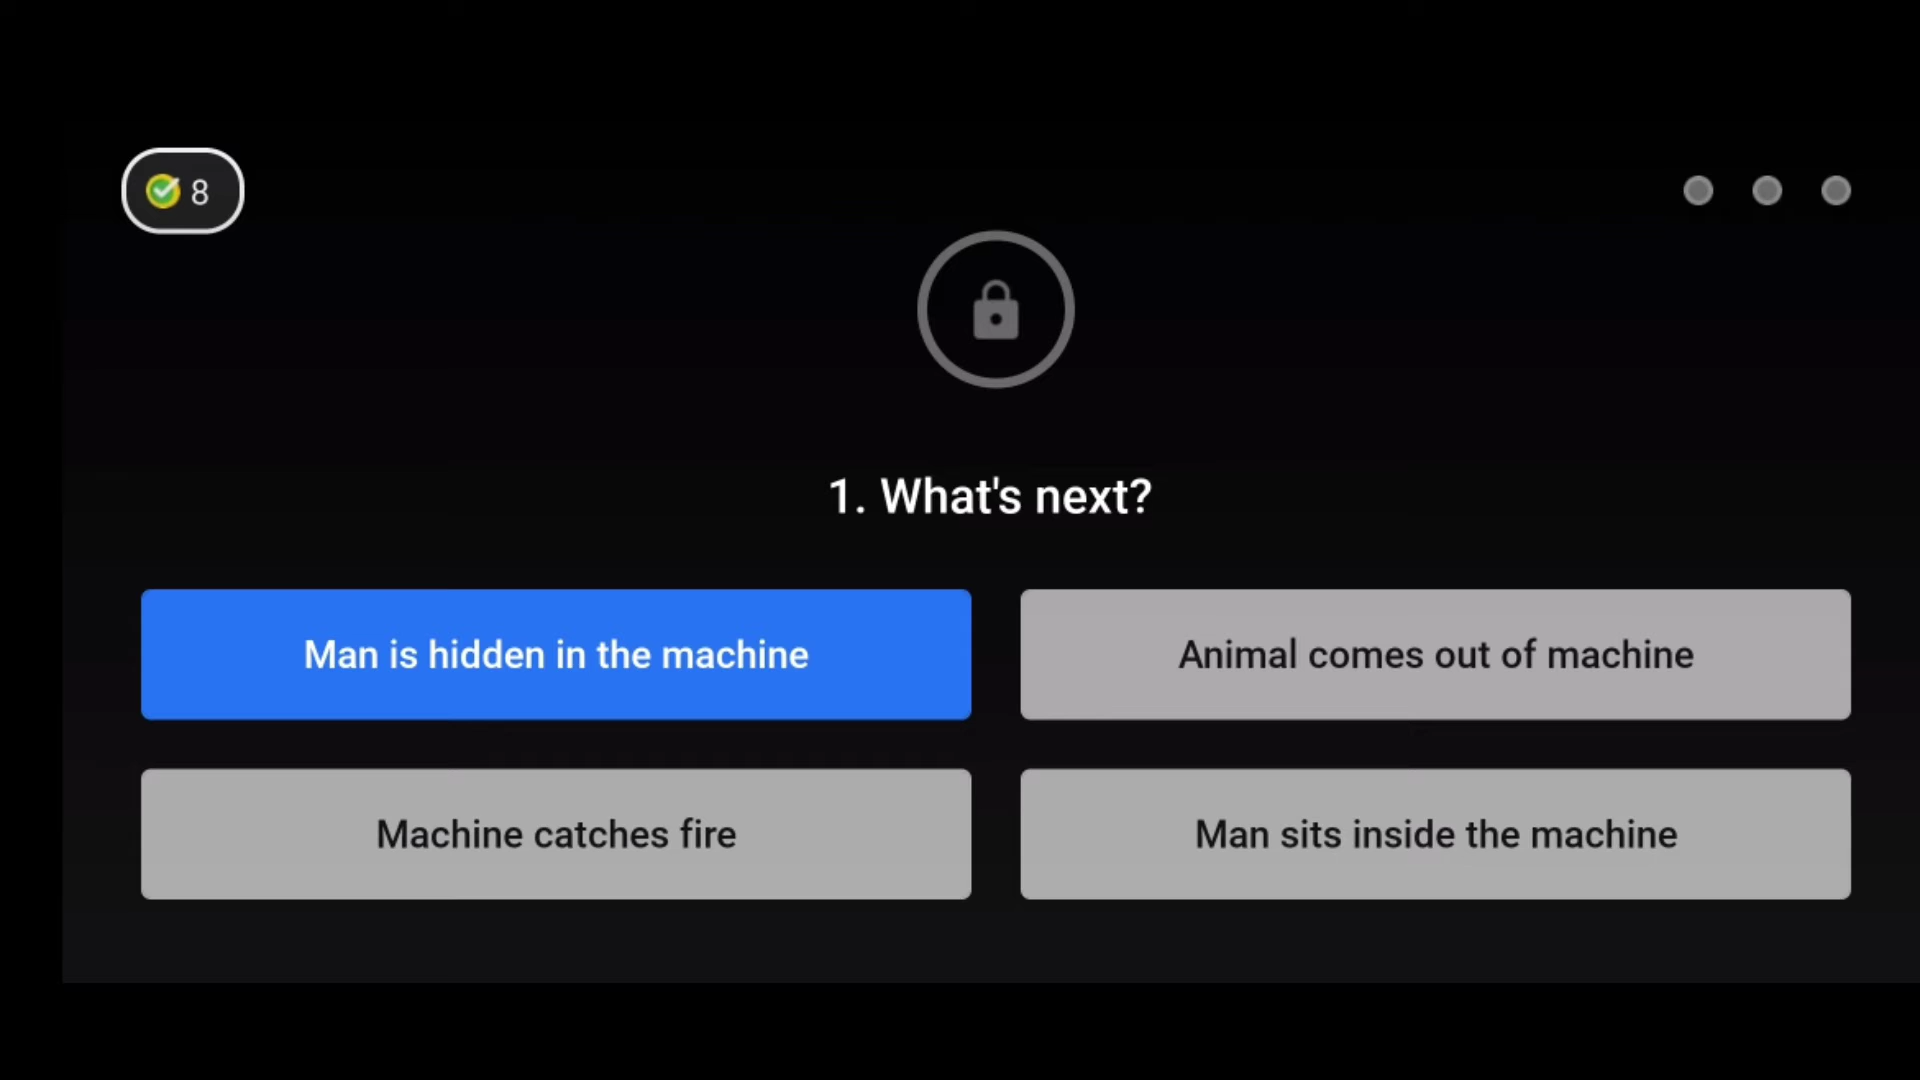 8
1. What's next?
Man is hidden in the machine
Animal comes out of machine
Machine catches fire
Man sits inside the machine